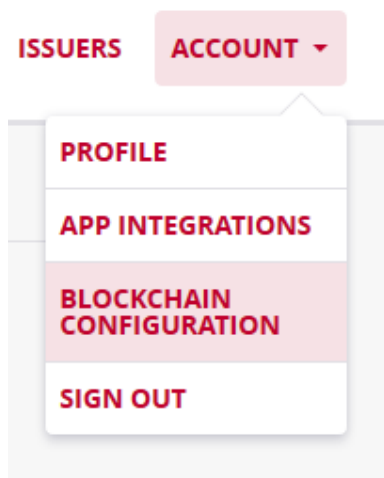 ISSUERS ACCOUNT
PROFILE
APP INTEGRATIONS
BLOCKCHAIN
CONFIGURATION
SIGN OUT